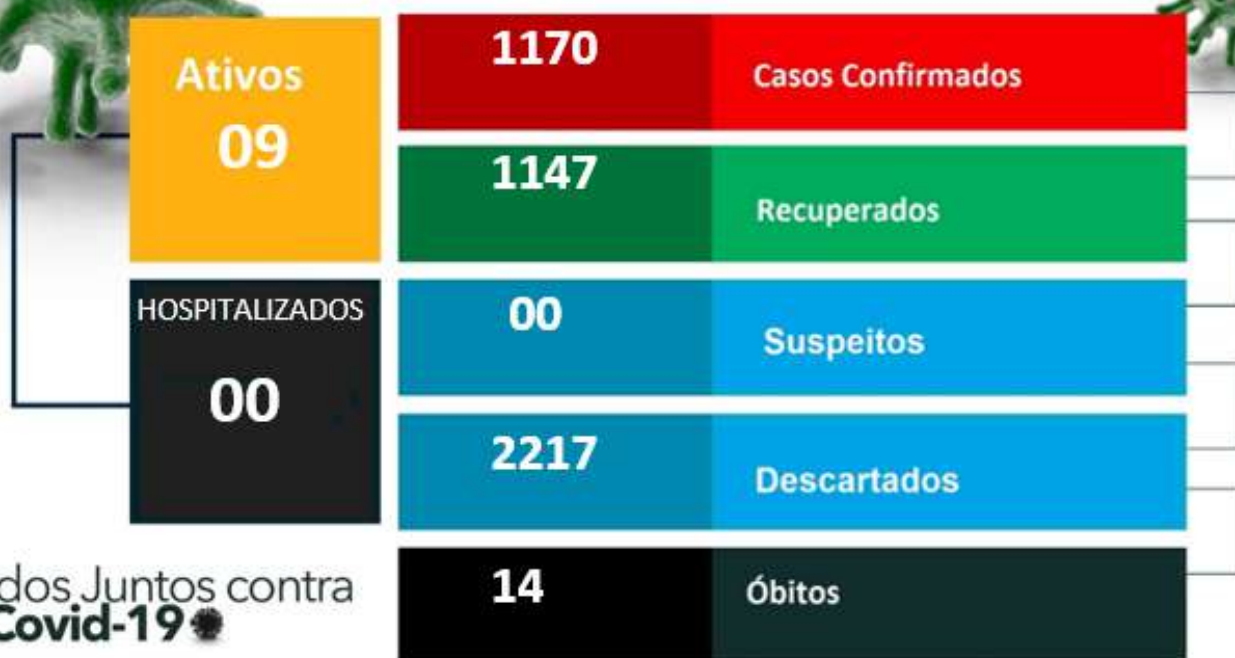 Ativos
09
HOSPITALIZADOS
00
1170
Casos Confirmados
1147
Recuperados
00
Suspeitos
2217
Descartados
14
Óbitos
dos Juntos contra
Covid-19